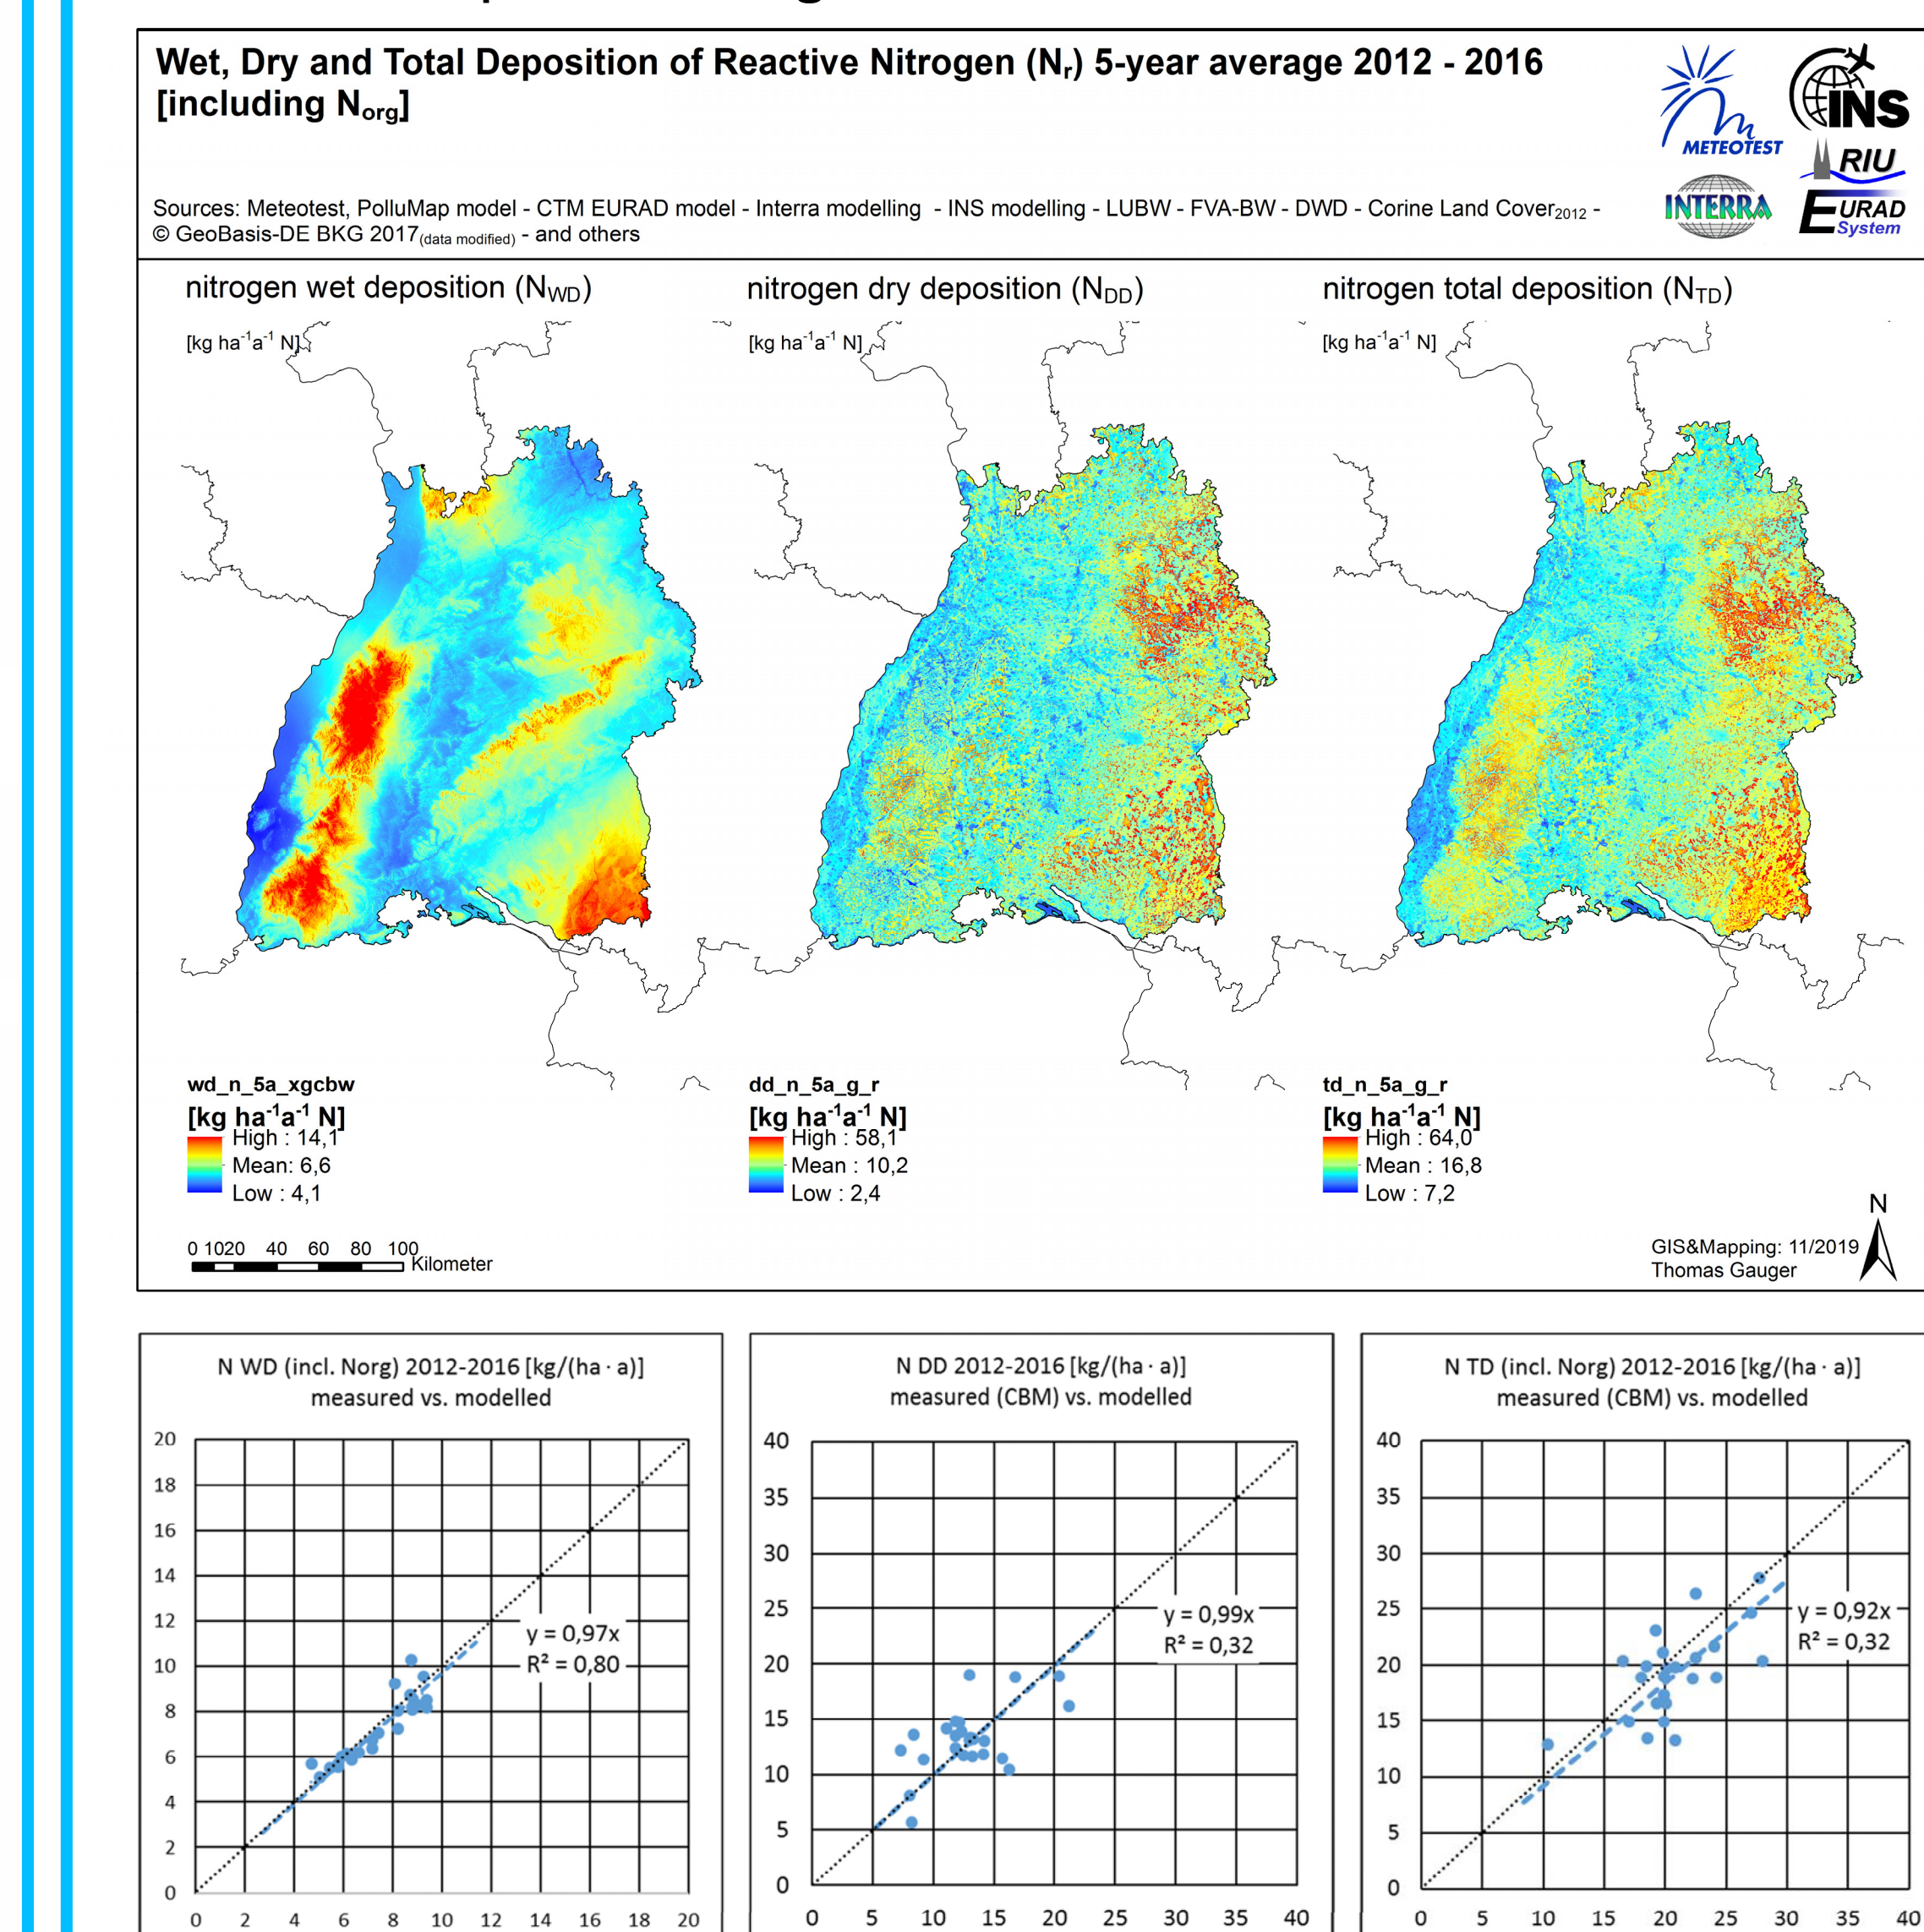 Wet, Dry and Total Deposition of Reactive Nitrogen (Nr) 5-year average 2012 - 2016
[including Norg]
METEOTEST
INS
RIU
INTERRA
EURAD
System
Sources: Meteotest, PolluMap model - CTM EURAD model - Interra modelling - INS modelling - LUBW - FVA-BW - DWD - Corine Land Cover2012 -
© GeoBasis-DE BKG 2017(data modified) - and others
nitrogen wet deposition (NWD)
[kg ha-1a-1 N]
nitrogen dry deposition (NDD)
[kg ha-1a-1 N]
nitrogen total deposition (NTD)
[kg ha-1a-1 N]
wd_n_5a_xgcbw
[kg ha-1a-1 N]
High : 14,1
Mean: 6,6
Low : 4,1
dd_n_5a_g_r
[kg ha-1a-1 N]
High : 58,1
Mean : 10,2
Low : 2,4
td_n_5a_g_r
[kg ha-1a-1 N]
High : 64,0
Mean : 16,8
Low : 7,2
0 1020 40 60 80 100
Kilometer
N
GIS&Mapping: 11/2019
Thomas Gauger
N WD (incl. Norg) 2012-2016 [kg/(ha · a)]
measured vs. modelled
20
18
16
14
12
10
8
6
4
2
0
y = 0,97x
R² = 0,80
0 2 4 6 8 10 12 14 16 18 20
N DD 2012-2016 [kg/(ha · a)]
measured (CBM) vs. modelled
40
35
30
25
20
15
10
5
0
y = 0,99x
R² = 0,32
0 5 10 15 20 25 30 35 40
N TD (incl. Norg) 2012-2016 [kg/(ha · a)]
measured (CBM) vs. modelled
40
35
30
25
20
15
10
5
0
y = 0,92x
R² = 0,32
0 5 10 15 20 25 30 35 40